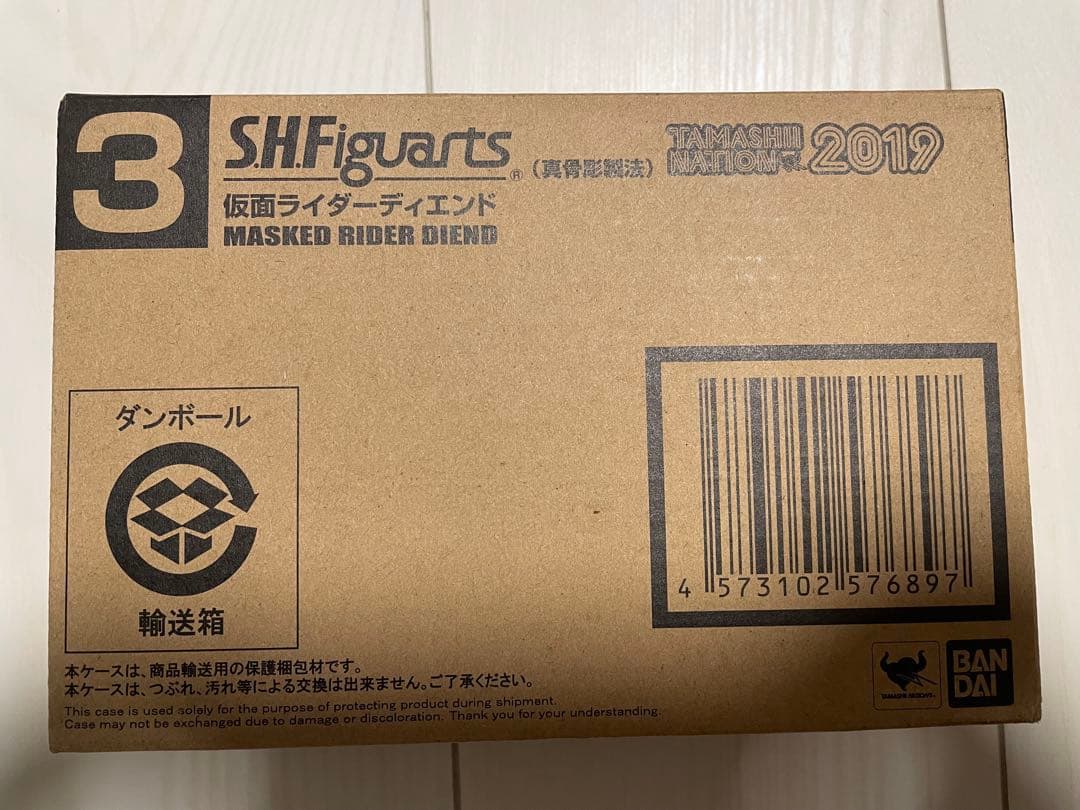 3
S.H.Figuarts® (真骨彫製法)
TAMASHII
NATION 2019
仮面ライダーディエンド
MASKED RIDER DIEND
ダンボール
輸送箱
4 573102 576897
本ケースは、商品輸送用の保護梱包材です。
本ケースは、つぶれ、汚れ等による交換は出来ません。ご了承ください。
This case is used solely for the purpose of protecting product during shipment.
Case may not be exchanged due to damage or discoloration. Thank you for your understanding.
TAMASHII NATIONS
BAN
DAI